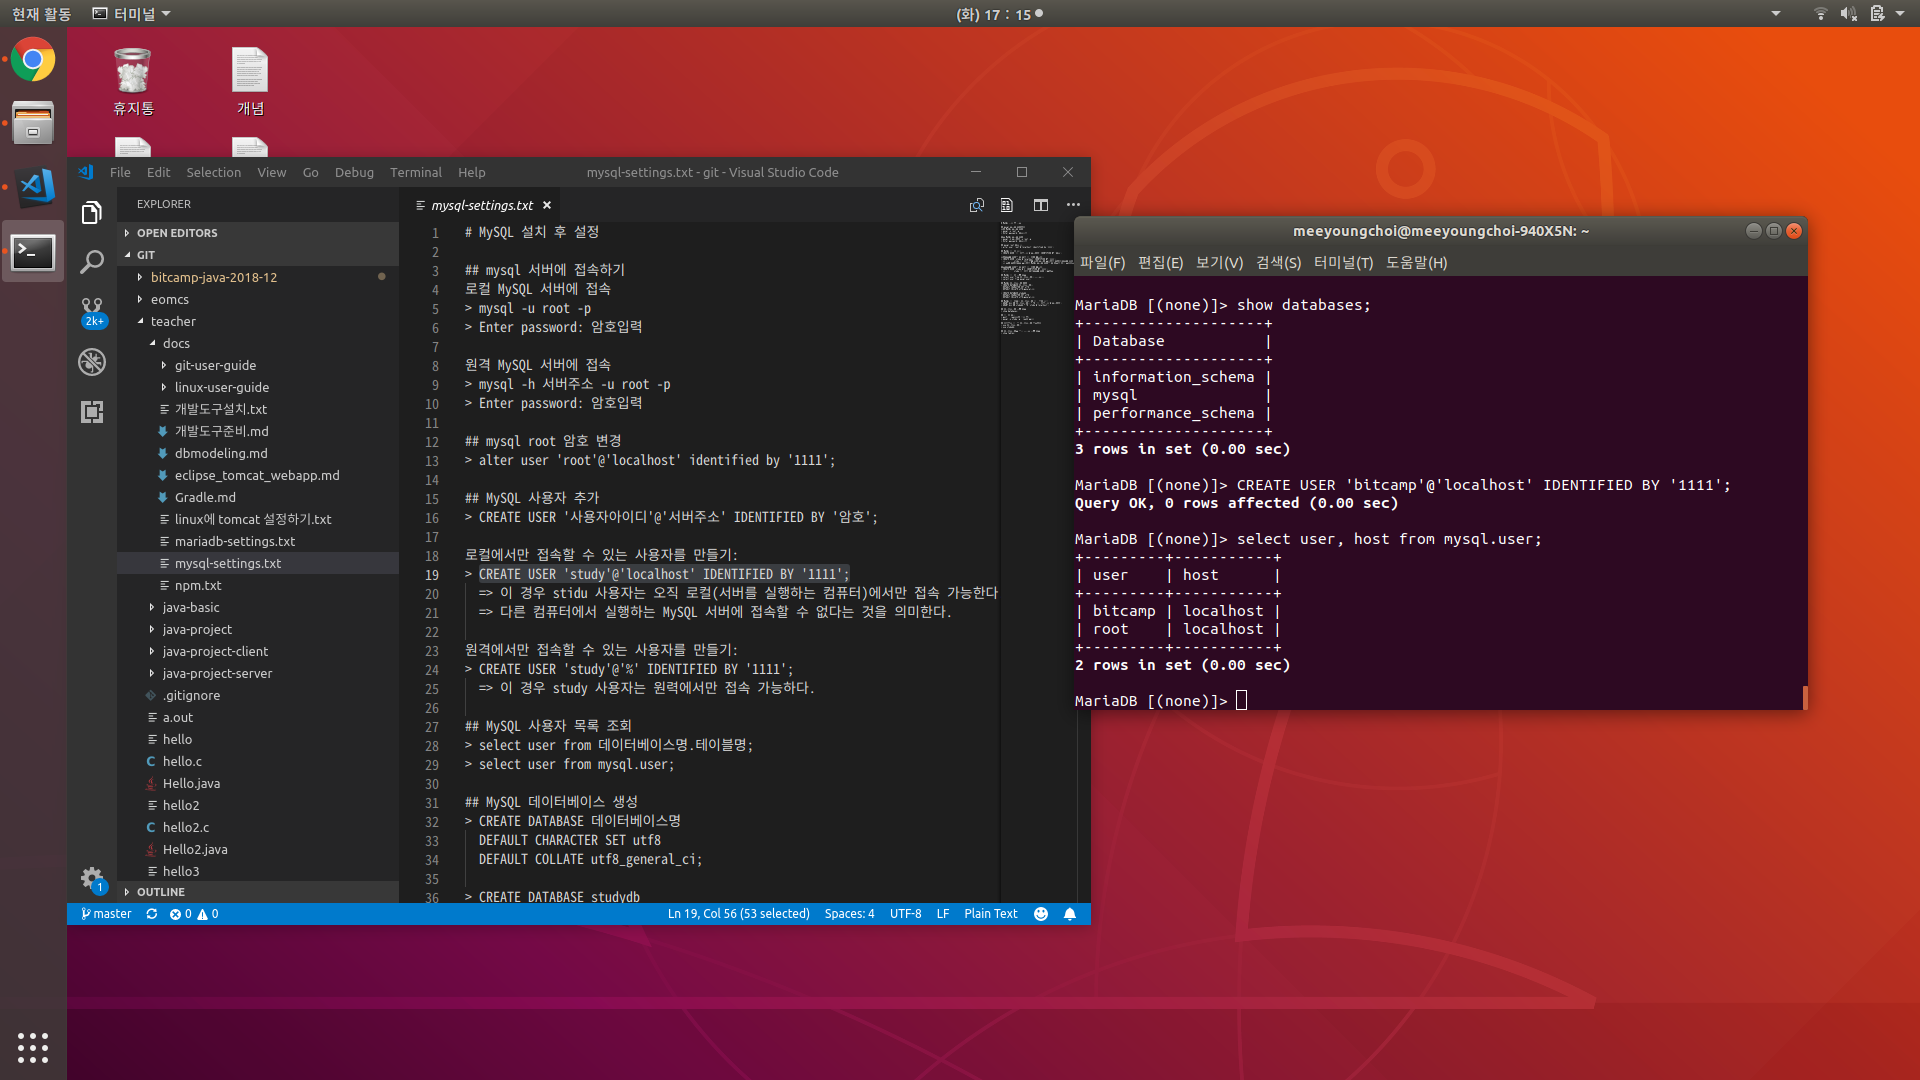 현재 활동
터미널
(화) 17 : 15
휴지통
개념
File Edit Selection View Go Debug Terminal Help
mysql-settings.txt - git - Visual Studio Code
EXPLORER
OPEN EDITORS
GIT
bitcamp-java-2018-12
eomcs
teacher
docs
git-user-guide
linux-user-guide
개발도구설치.txt
개발도구준비.md
dbmodeling.md
eclipse_tomcat_webapp.md
Gradle.md
linux에 tomcat 설정하기.txt
mariadb-settings.txt
mysql-settings.txt
npm.txt
java-basic
java-project
java-project-client
java-project-server
.gitignore
a.out
hello
C hello.c
Hello.java
hello2
C hello2.c
Hello2.java
hello3
OUTLINE
2k+
1
mysql-settings.txt
1 # MySQL 설치 후 설정
2
3 ## mysql 서버에 접속하기
4 로컬 MySQL 서버에 접속
5 > mysql -u root -p
6 > Enter password: 암호입력
7
8 원격 MySQL 서버에 접속
9 > mysql -h 서버주소 -u root -p
10 > Enter password: 암호입력
11
12 ## mysql root 암호 변경
13 > alter user 'root'@'localhost' identified by '1111';
14
15 ## MySQL 사용자 추가
16 > CREATE USER '사용자아이디'@'서버주소' IDENTIFIED BY '암호';
17
18 로컬에서만 접속할 수 있는 사용자를 만들기:
19 > CREATE USER 'study'@'localhost' IDENTIFIED BY '1111';
20 => 이 경우 stidu 사용자는 오직 로컬(서버를 실행하는 컴퓨터)에서만 접속 가능한다
21 => 다른 컴퓨터에서 실행하는 MySQL 서버에 접속할 수 없다는 것을 의미한다.
22
23 원격에서만 접속할 수 있는 사용자를 만들기:
24 > CREATE USER 'study'@'%' IDENTIFIED BY '1111';
25 => 이 경우 study 사용자는 원력에서만 접속 가능하다.
26
27 ## MySQL 사용자 목록 조회
28 > select user from 데이터베이스명.테이블명;
29 > select user from mysql.user;
30
31 ## MySQL 데이터베이스 생성
32 > CREATE DATABASE 데이터베이스명
33 DEFAULT CHARACTER SET utf8
34 DEFAULT COLLATE utf8_general_ci;
35
36 > CREATE DATABASE studydb
master 0 0 Ln 19, Col 56 (53 selected) Spaces: 4 UTF-8 LF Plain Text
meeyoungchoi@meeyoungchoi-940X5N: ~
파일(F) 편집(E) 보기(V) 검색(S) 터미널(T) 도움말(H)
MariaDB [(none)]> show databases;
+--------------------+
| Database           |
+--------------------+
| information_schema |
| mysql              |
| performance_schema |
+--------------------+
3 rows in set (0.00 sec)
MariaDB [(none)]> CREATE USER 'bitcamp'@'localhost' IDENTIFIED BY '1111';
Query OK, 0 rows affected (0.00 sec)
MariaDB [(none)]> select user, host from mysql.user;
+---------+-----------+
| user    | host      |
+---------+-----------+
| bitcamp | localhost |
| root    | localhost |
+---------+-----------+
2 rows in set (0.00 sec)
MariaDB [(none)]>